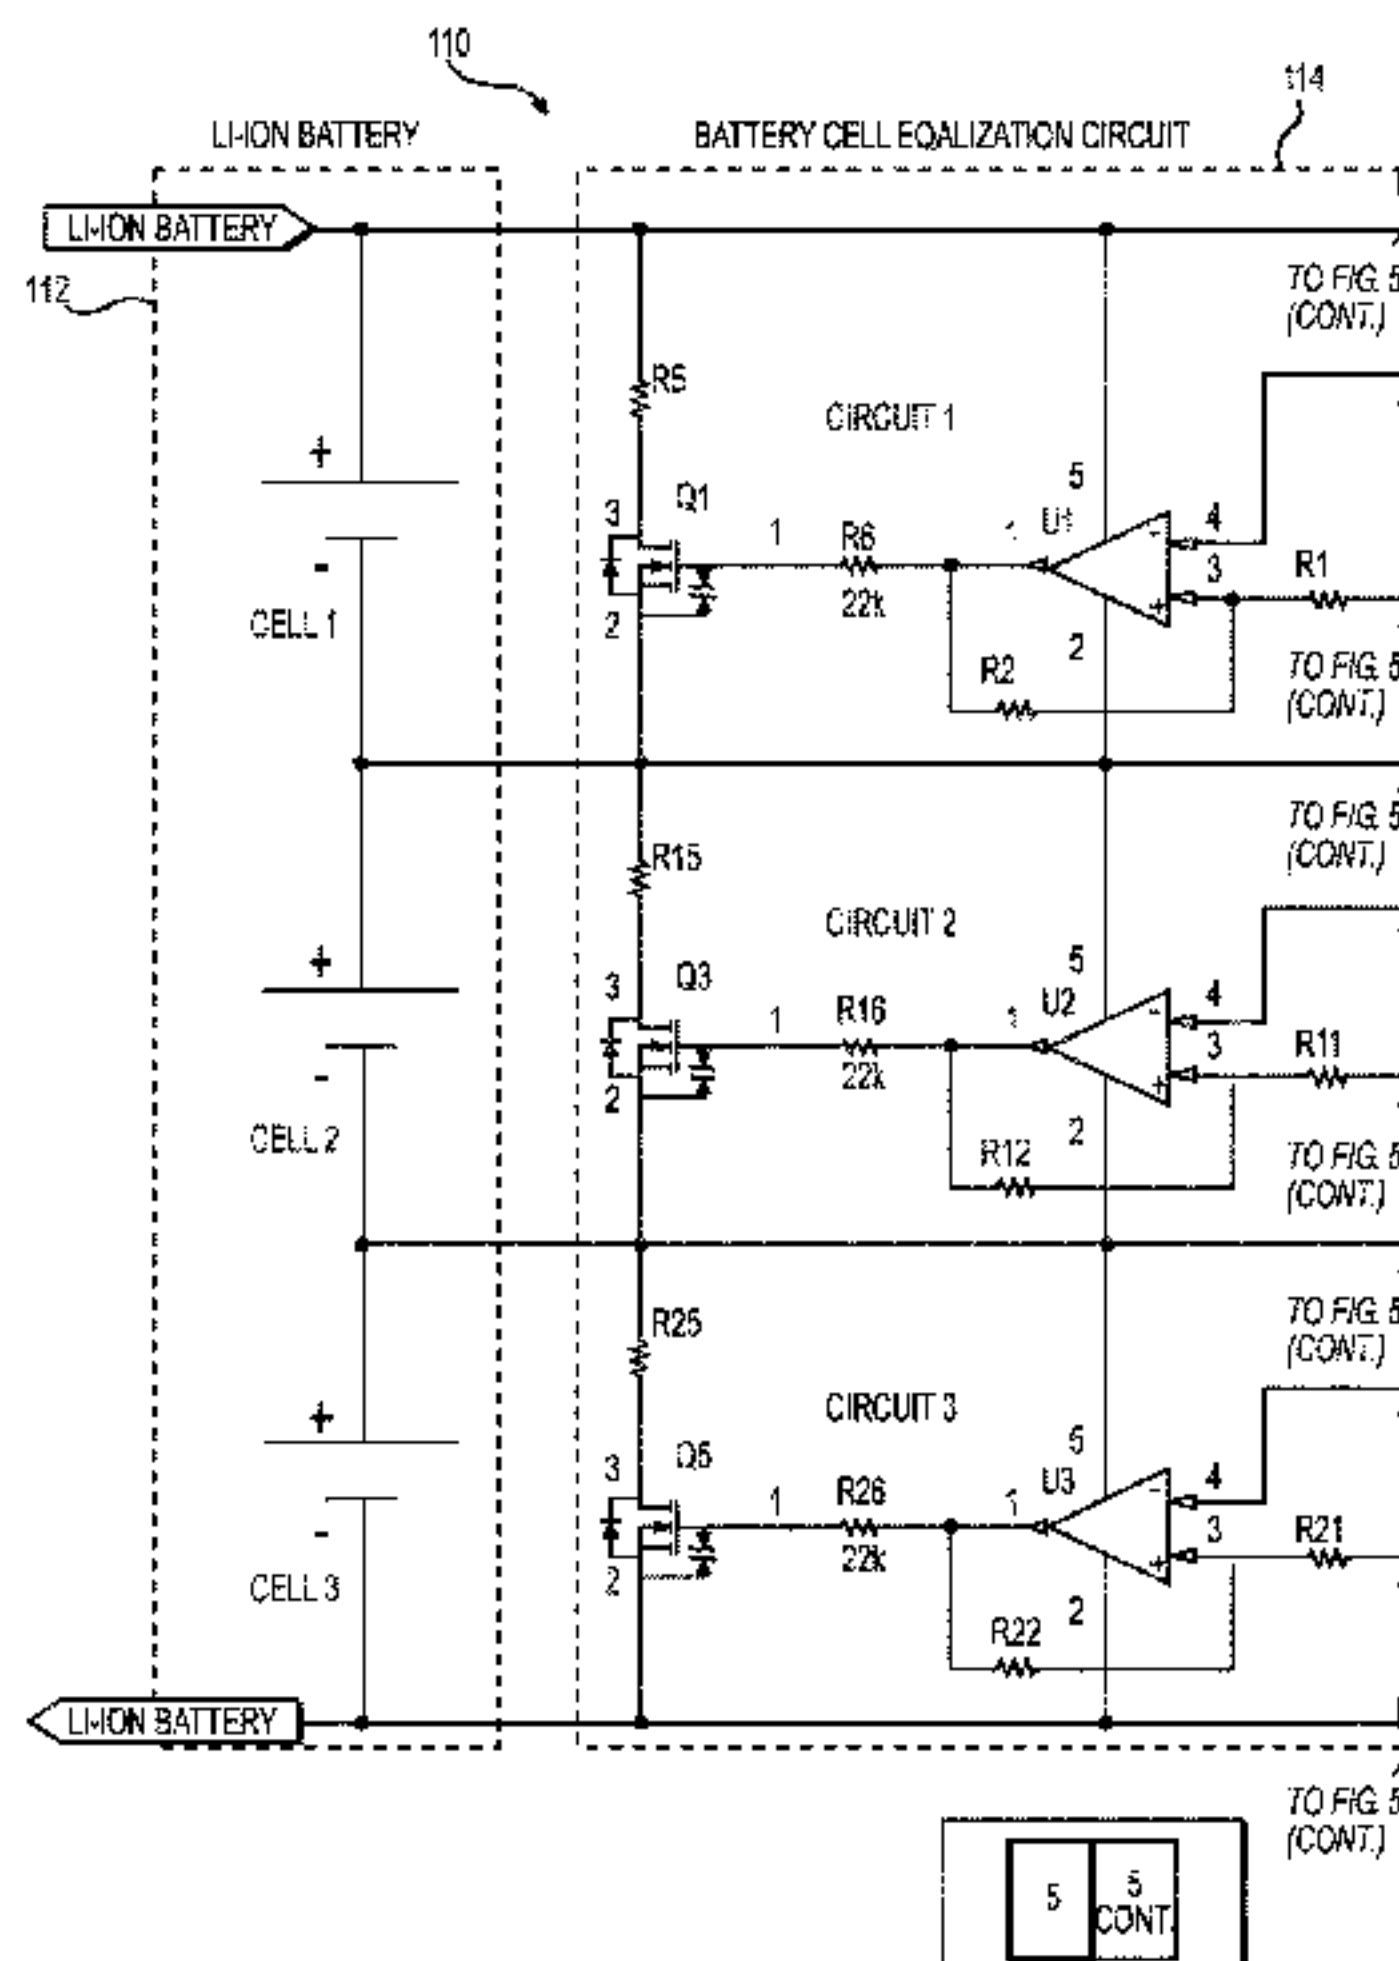 110
114
LI-ION BATTERY
BATTERY CELL EQALIZATION CIRCUIT
LI-ION BATTERY
112
TO FIG. 5
(CONT.)
R5
CIRCUIT 1
+
5
Q1
3
1
R6
1
U1
-
4
3
R1
-
22k
+
CELL 1
2
2
R2
TO FIG. 5
(CONT.)
TO FIG. 5
(CONT.)
R15
CIRCUIT 2
+
5
Q3
3
1
R16
1
U2
-
4
3
R11
-
22k
+
2
2
CELL 2
R12
TO FIG. 5
(CONT.)
TO FIG. 5
(CONT.)
R25
CIRCUIT 3
+
5
Q5
3
1
R26
1
U3
-
4
3
R21
-
22k
+
CELL 3
2
2
R22
LI-ION BATTERY
TO FIG. 5
(CONT.)
5
5
CONT.